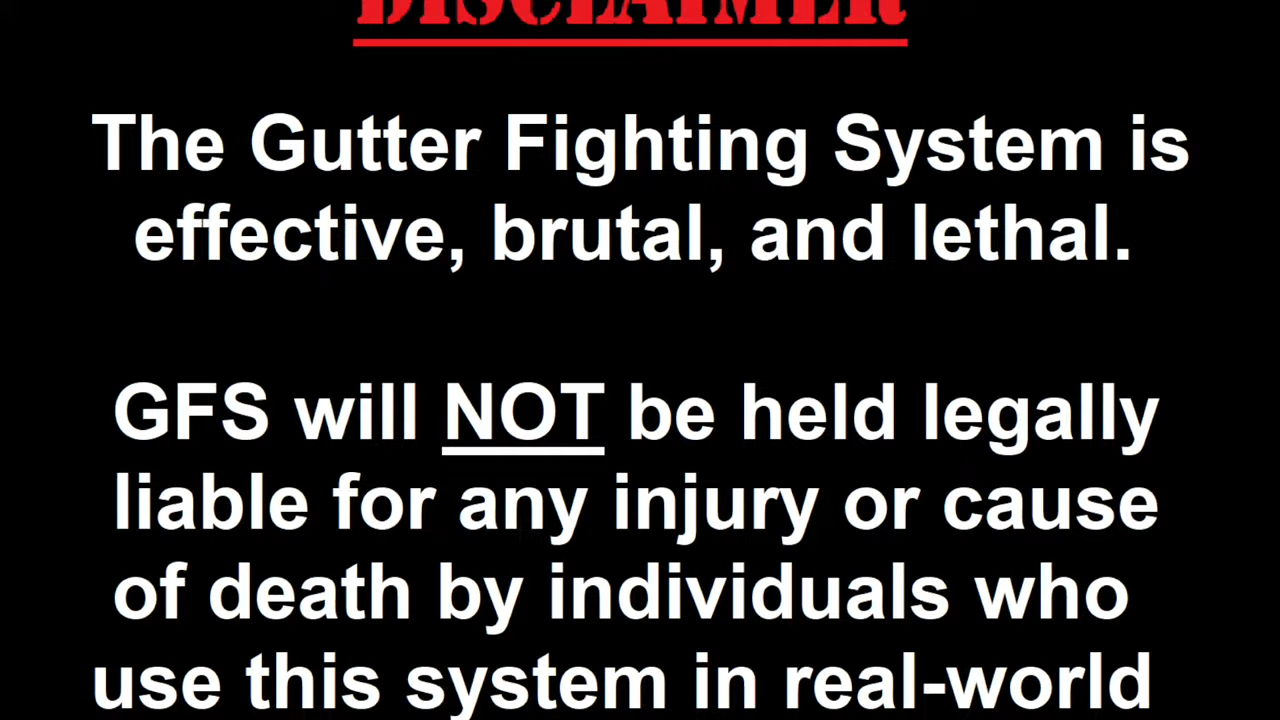 DISCLAIMER
The Gutter Fighting System is
effective, brutal, and lethal.
GFS will NOT be held legally
liable for any injury or cause
of death by individuals who
use this system in real-world